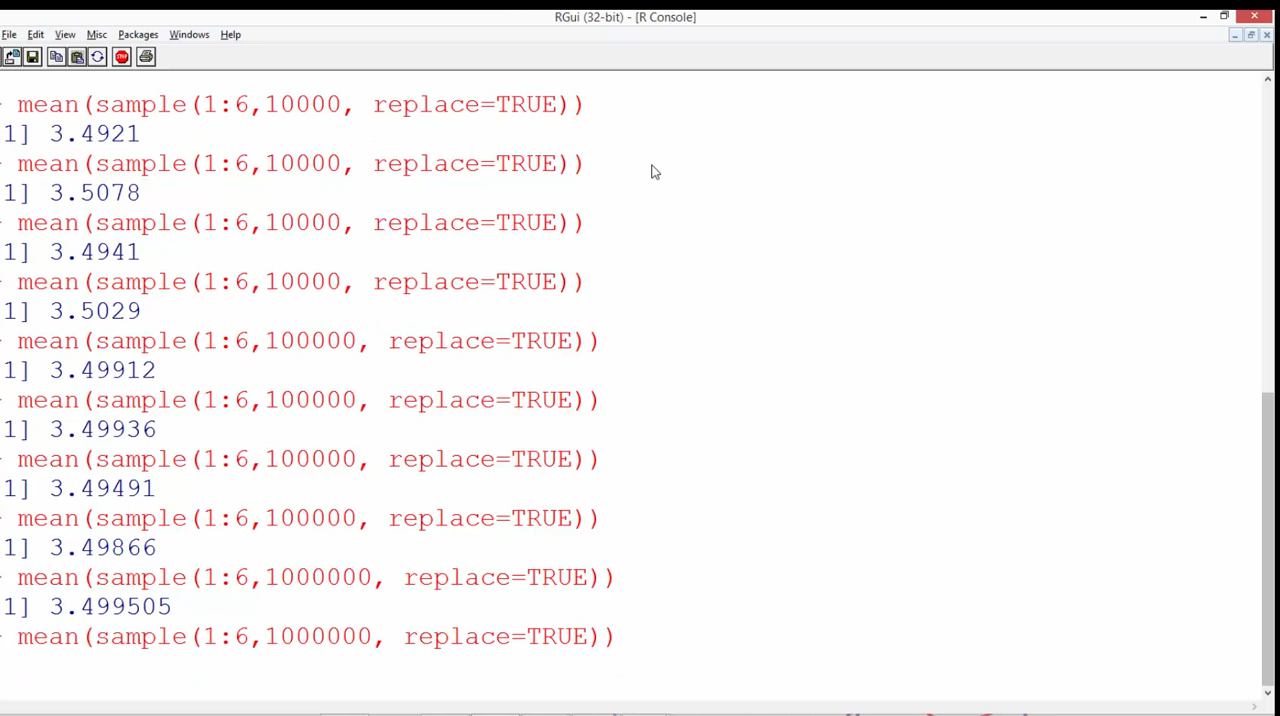 RGui (32-bit) - [R Console]
File Edit View Misc Packages Windows Help
STOP
mean(sample(1:6,10000, replace=TRUE))
1] 3.4921
mean(sample(1:6,10000, replace=TRUE))
1] 3.5078
mean(sample(1:6,10000, replace=TRUE))
1] 3.4941
mean(sample(1:6,10000, replace=TRUE))
1] 3.5029
mean(sample(1:6,100000, replace=TRUE))
1] 3.49912
mean(sample(1:6,100000, replace=TRUE))
1] 3.49936
mean(sample(1:6,100000, replace=TRUE))
1] 3.49491
mean(sample(1:6,100000, replace=TRUE))
1] 3.49866
mean(sample(1:6,1000000, replace=TRUE))
1] 3.499505
mean(sample(1:6,1000000, replace=TRUE))